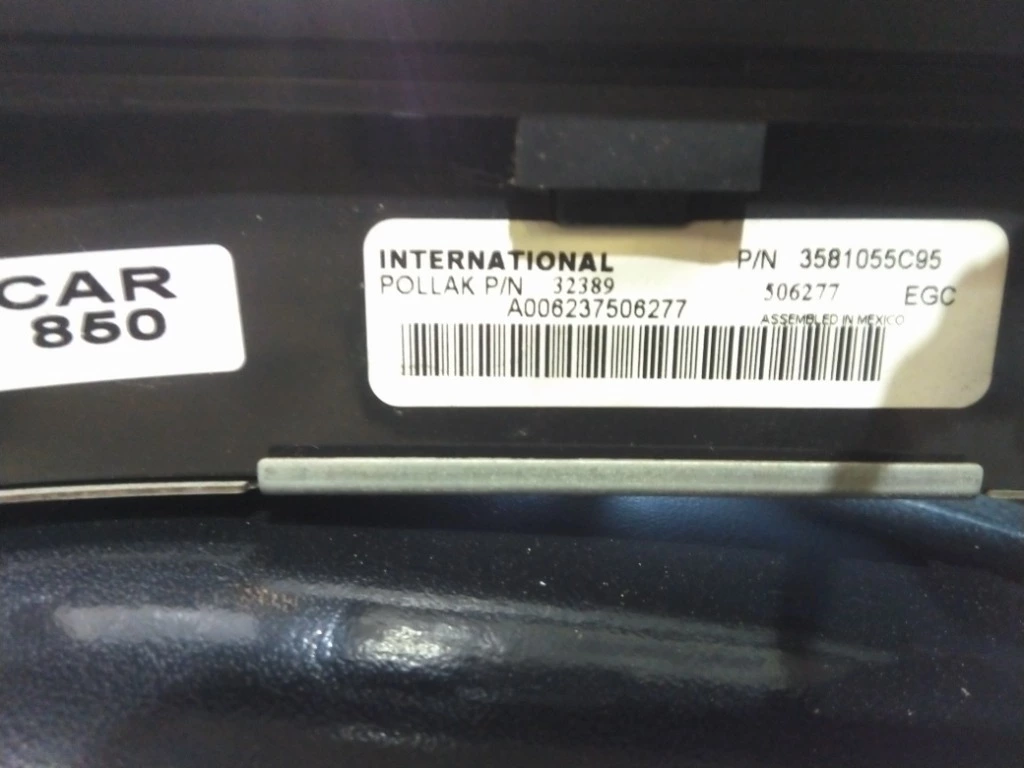 CAR
850
INTERNATIONAL P/N 3581055C95
POLLAK P/N 32389 506277 EGC
A006237506277 ASSEMBLED IN MEXICO